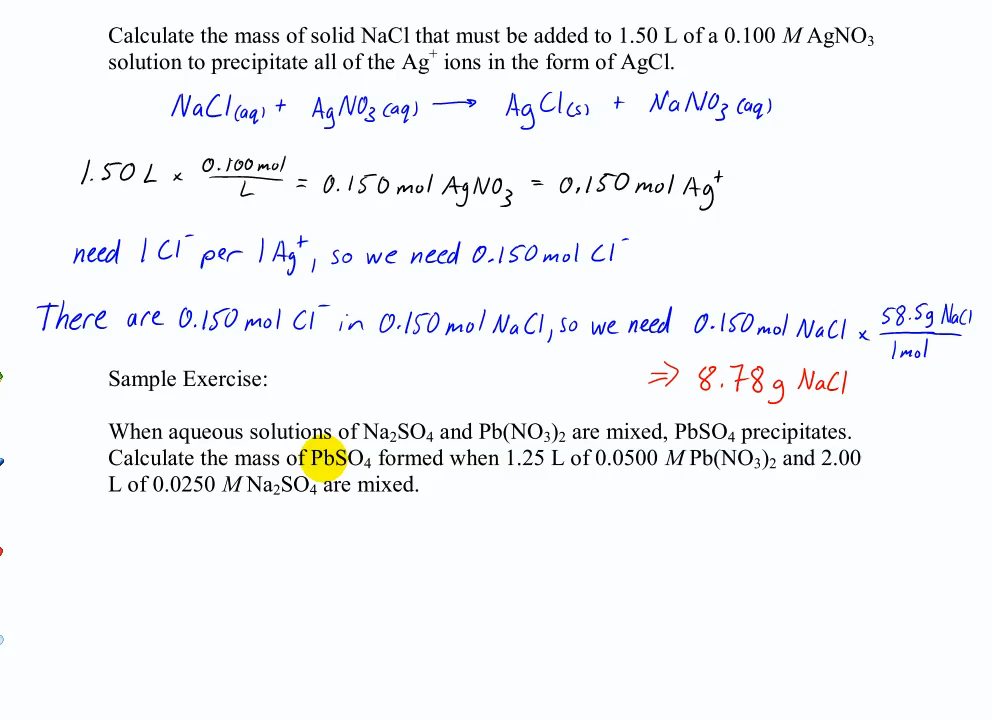 Calculate the mass of solid NaCl that must be added to 1.50 L of a 0.100 M AgNO₃
solution to precipitate all of the Ag⁺ ions in the form of AgCl.
NaCl(aq) + AgNO₃(aq) → AgCl(s) + NaNO₃(aq)
1.50 L × 0.100 mol / L = 0.150 mol AgNO₃ = 0.150 mol Ag⁺
need 1 Cl⁻ per 1 Ag⁺, so we need 0.150 mol Cl⁻
There are 0.150 mol Cl⁻ in 0.150 mol NaCl, so we need 0.150 mol NaCl × 58.5g NaCl / 1 mol
Sample Exercise:
⇒ 8.78 g NaCl
When aqueous solutions of Na₂SO₄ and Pb(NO₃)₂ are mixed, PbSO₄ precipitates.
Calculate the mass of PbSO₄ formed when 1.25 L of 0.0500 M Pb(NO₃)₂ and 2.00
L of 0.0250 M Na₂SO₄ are mixed.